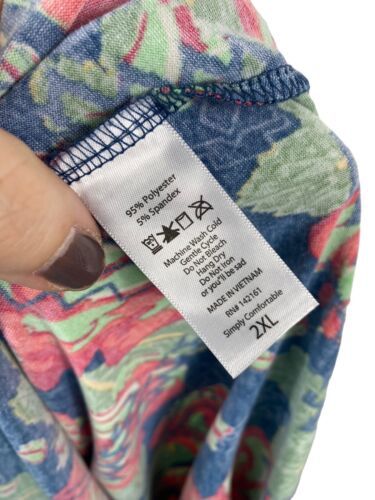 95% Polyester
5% Spandex
Machine Wash Cold
Gentle Cycle
Do Not Bleach
Hang Dry
Do Not Iron
or you'll be sad
MADE IN VIETNAM
RN# 142161
Simply Comfortable
2XL